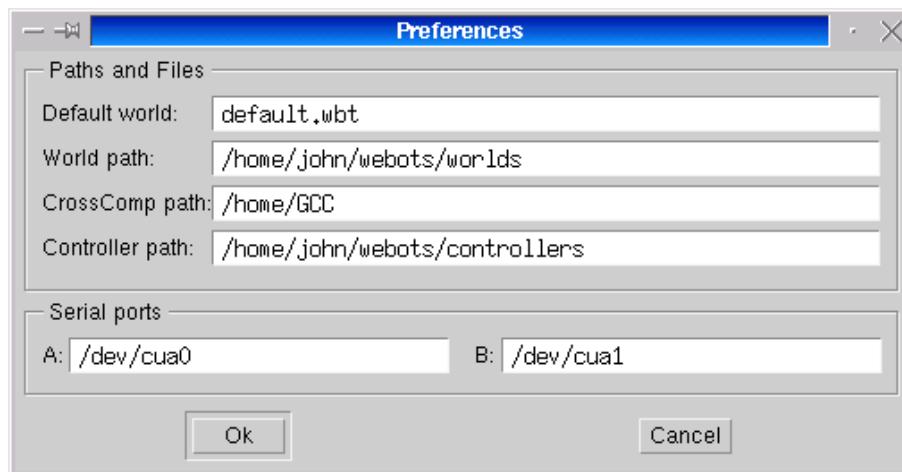 Preferences
Paths and Files
Default world: default.wbt
World path: /home/john/webots/worlds
CrossComp path: /home/GCC
Controller path: /home/john/webots/controllers
Serial ports
A: /dev/cua0 B: /dev/cua1
Ok Cancel